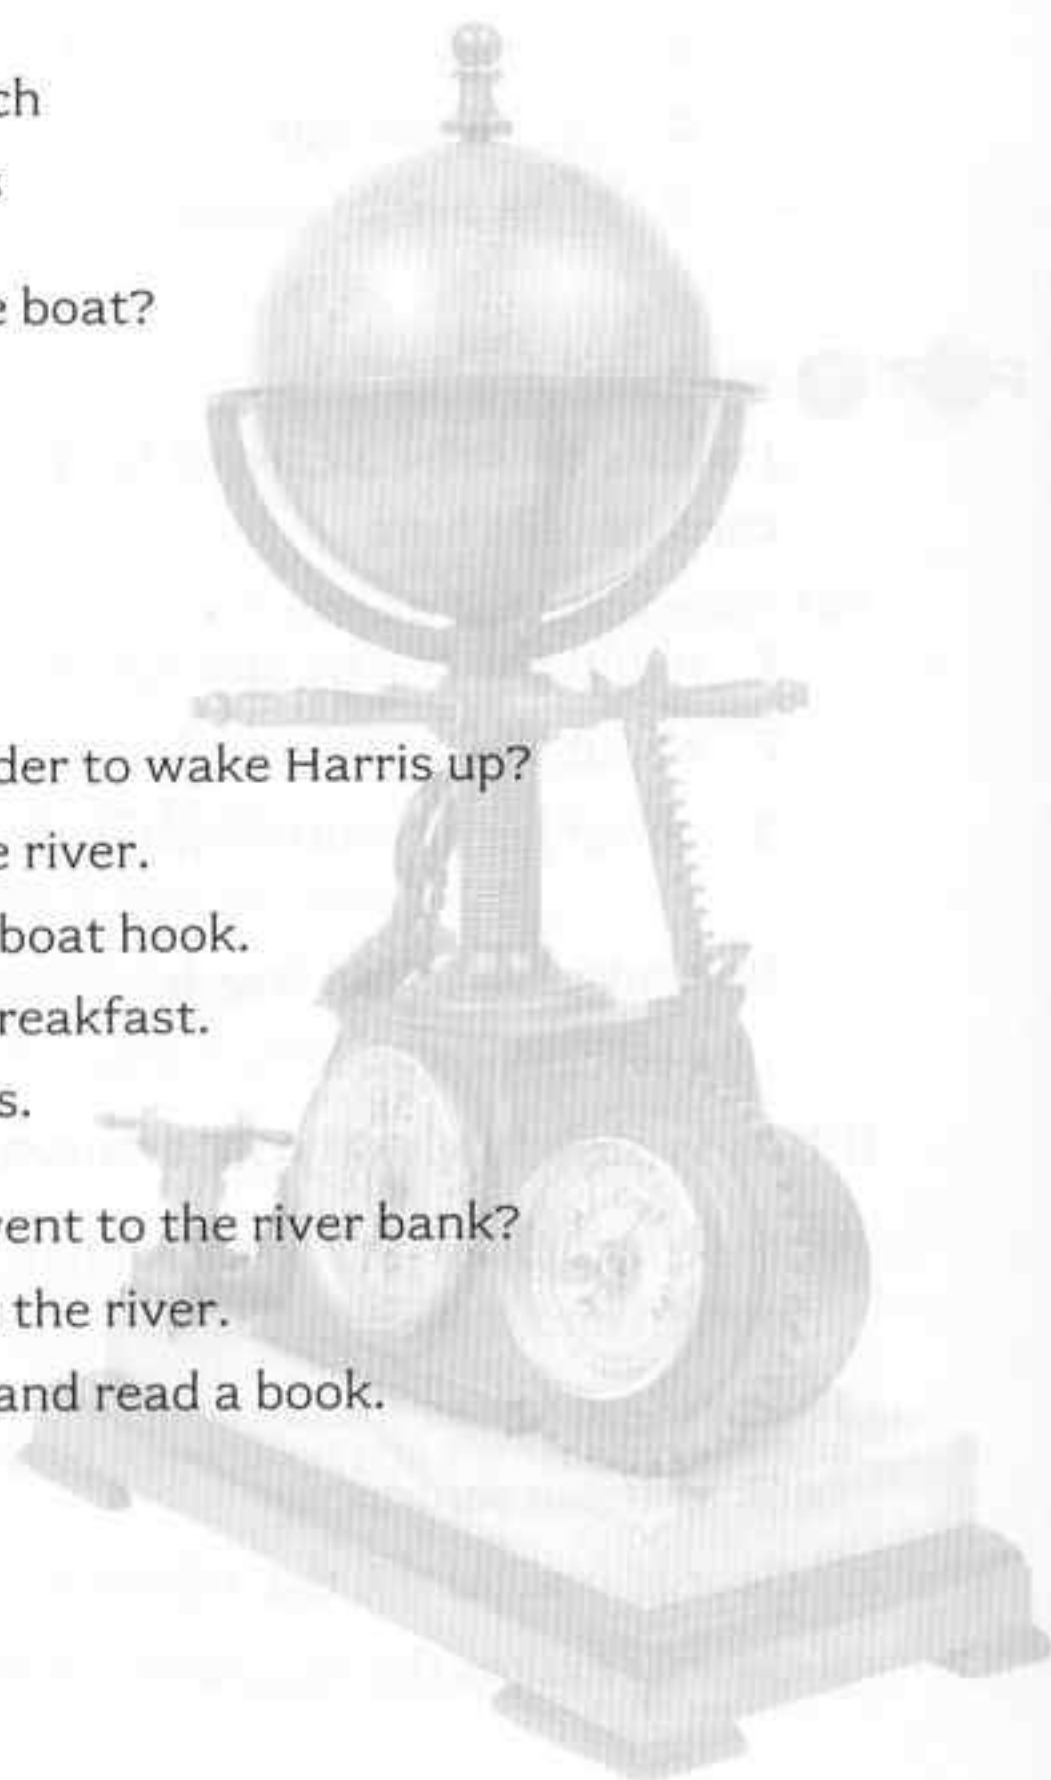 ch
s
e boat?
der to wake Harris up?
e river.
boat hook.
reakfast.
s.
vent to the river bank?
the river.
and read a book.